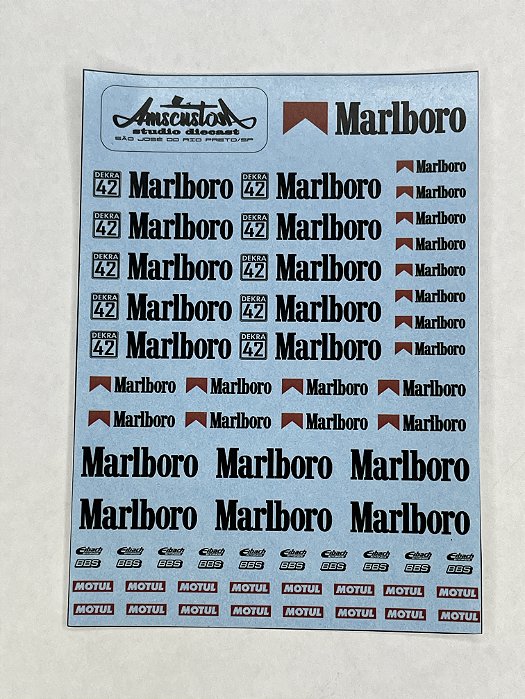 Amscustom
studio diecast
SÃO JOSÉ DO RIO PRETO/SP
Marlboro
DEKRA
42 Marlboro
DEKRA
42 Marlboro
DEKRA
42 Marlboro
DEKRA
42 Marlboro
DEKRA
42 Marlboro
DEKRA
42 Marlboro
DEKRA
42 Marlboro
DEKRA
42 Marlboro
DEKRA
42 Marlboro
DEKRA
42 Marlboro
Marlboro
Marlboro
Marlboro
Marlboro
Marlboro
Marlboro
Marlboro
Marlboro
Marlboro Marlboro Marlboro Marlboro
Marlboro Marlboro Marlboro Marlboro
Marlboro Marlboro Marlboro
Marlboro Marlboro Marlboro
Eibach Eibach Eibach Eibach Eibach Eibach Eibach Eibach Eibach Eibach
BBS BBS BBS BBS BBS BBS BBS BBS BBS BBS
MOTUL MOTUL MOTUL MOTUL MOTUL MOTUL MOTUL MOTUL
MOTUL MOTUL MOTUL MOTUL MOTUL MOTUL MOTUL MOTUL